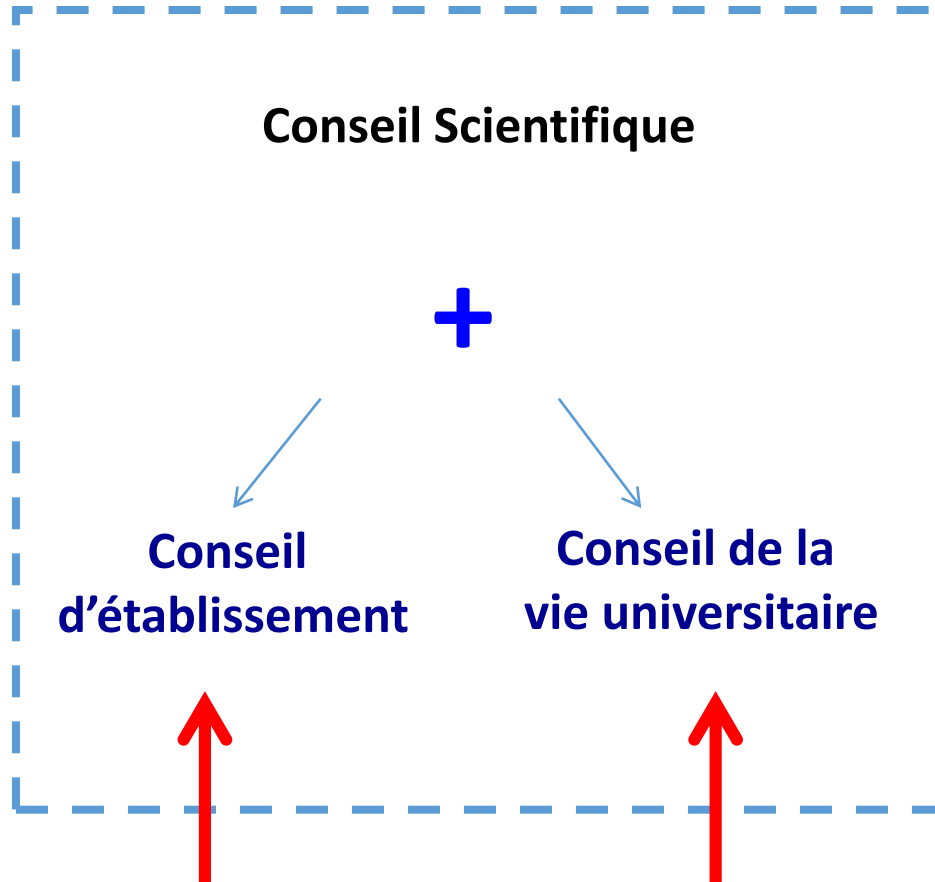 Conseil Scientifique
+
Conseil
d’établissement
Conseil de la
vie universitaire